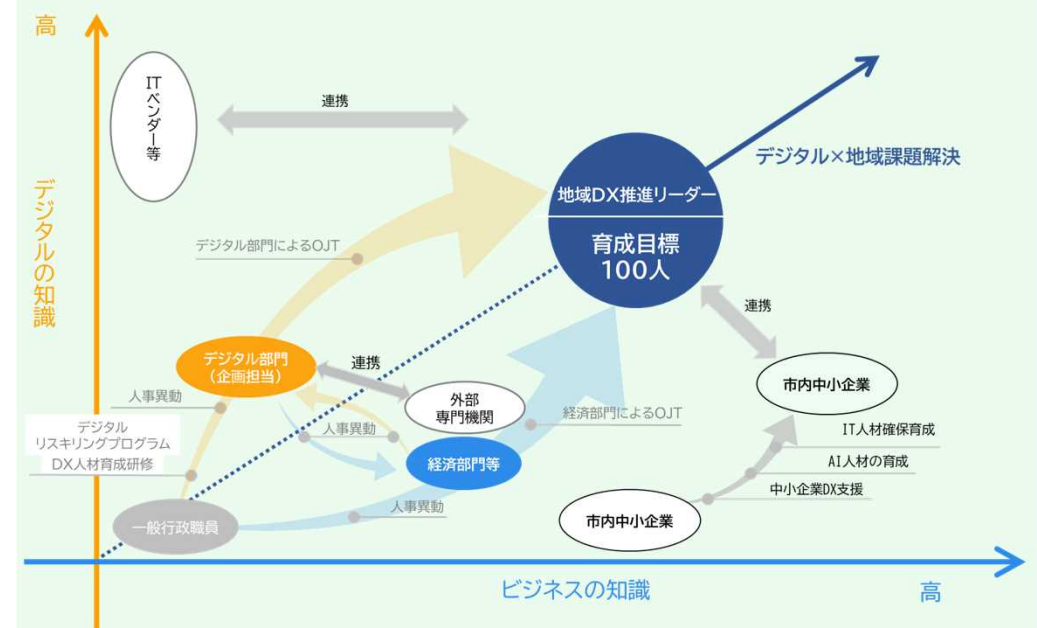 高
ITベンダー等
連携
デジタル×地域課題解決
地域DX推進リーダー
育成目標
100人
デジタルの知識
デジタル部門によるOJT
連携
デジタル部門
(企画担当)
連携
市内中小企業
人事異動
外部
専門機関
経済部門によるOJT
デジタル
リスキリングプログラム
DX人材育成研修
人事異動
IT人材確保育成
経済部門等
AI人材の育成
中小企業DX支援
人事異動
一般行政職員
市内中小企業
ビジネスの知識
高